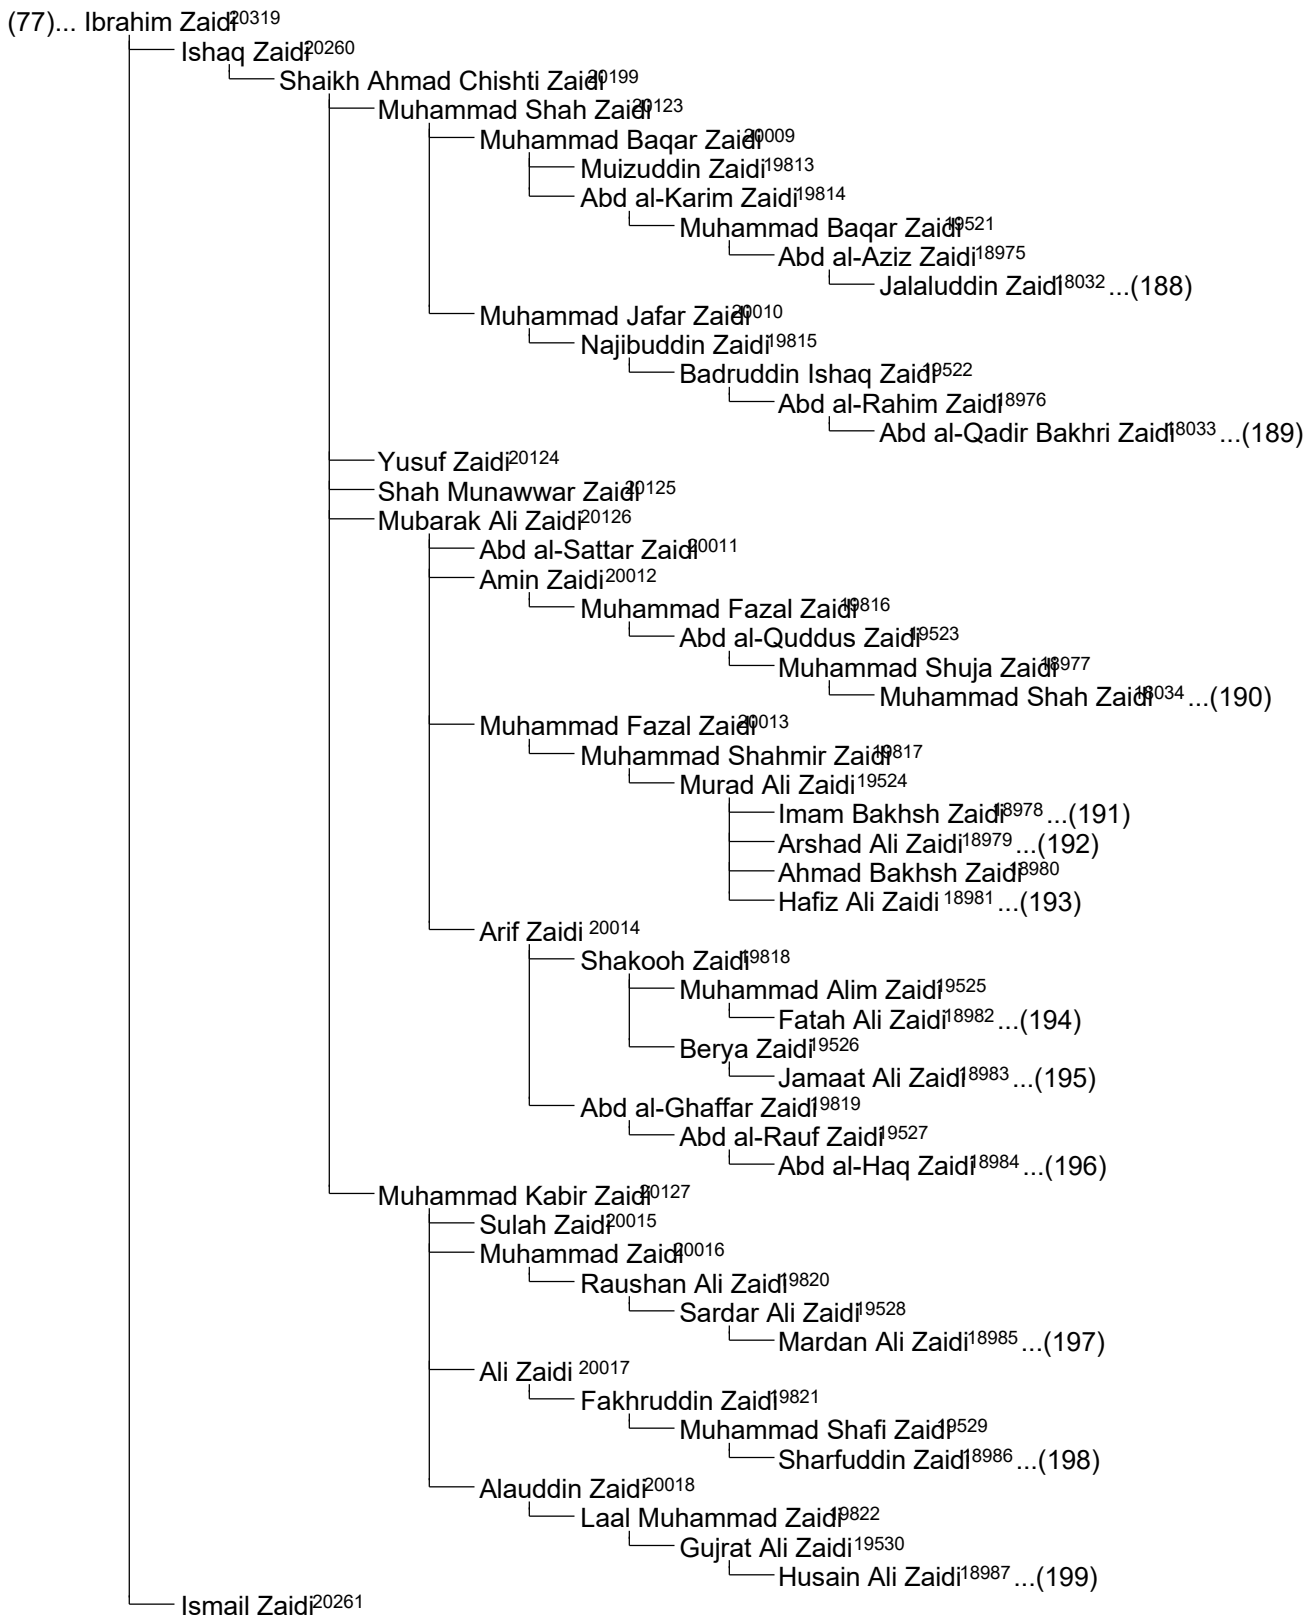 (77)... Ibrahim Zaidi20319
Ishaq Zaidi20260
Shaikh Ahmad Chishti Zaidi20199
Muhammad Shah Zaidi20123
Muhammad Baqar Zaidi20009
Muizuddin Zaidi19813
Abd al-Karim Zaidi19814
Muhammad Baqar Zaidi19521
Abd al-Aziz Zaidi18975
Jalaluddin Zaidi18032 ...(188)
Muhammad Jafar Zaidi20010
Najibuddin Zaidi19815
Badruddin Ishaq Zaidi19522
Abd al-Rahim Zaidi18976
Abd al-Qadir Bakhri Zaidi18033 ...(189)
Yusuf Zaidi20124
Shah Munawwar Zaidi20125
Mubarak Ali Zaidi20126
Abd al-Sattar Zaidi20011
Amin Zaidi20012
Muhammad Fazal Zaidi19816
Abd al-Quddus Zaidi19523
Muhammad Shuja Zaidi18977
Muhammad Shah Zaidi18034 ...(190)
Muhammad Fazal Zaidi20013
Muhammad Shahmir Zaidi19817
Murad Ali Zaidi19524
Imam Bakhsh Zaidi18978 ...(191)
Arshad Ali Zaidi18979 ...(192)
Ahmad Bakhsh Zaidi18980
Hafiz Ali Zaidi 18981 ...(193)
Arif Zaidi 20014
Shakooh Zaidi19818
Muhammad Alim Zaidi19525
Fatah Ali Zaidi18982 ...(194)
Berya Zaidi19526
Jamaat Ali Zaidi18983 ...(195)
Abd al-Ghaffar Zaidi19819
Abd al-Rauf Zaidi19527
Abd al-Haq Zaidi18984 ...(196)
Muhammad Kabir Zaidi20127
Sulah Zaidi20015
Muhammad Zaidi20016
Raushan Ali Zaidi19820
Sardar Ali Zaidi19528
Mardan Ali Zaidi18985 ...(197)
Ali Zaidi 20017
Fakhruddin Zaidi19821
Muhammad Shafi Zaidi19529
Sharfuddin Zaidi18986 ...(198)
Alauddin Zaidi20018
Laal Muhammad Zaidi19822
Gujrat Ali Zaidi19530
Husain Ali Zaidi18987 ...(199)
Ismail Zaidi20261